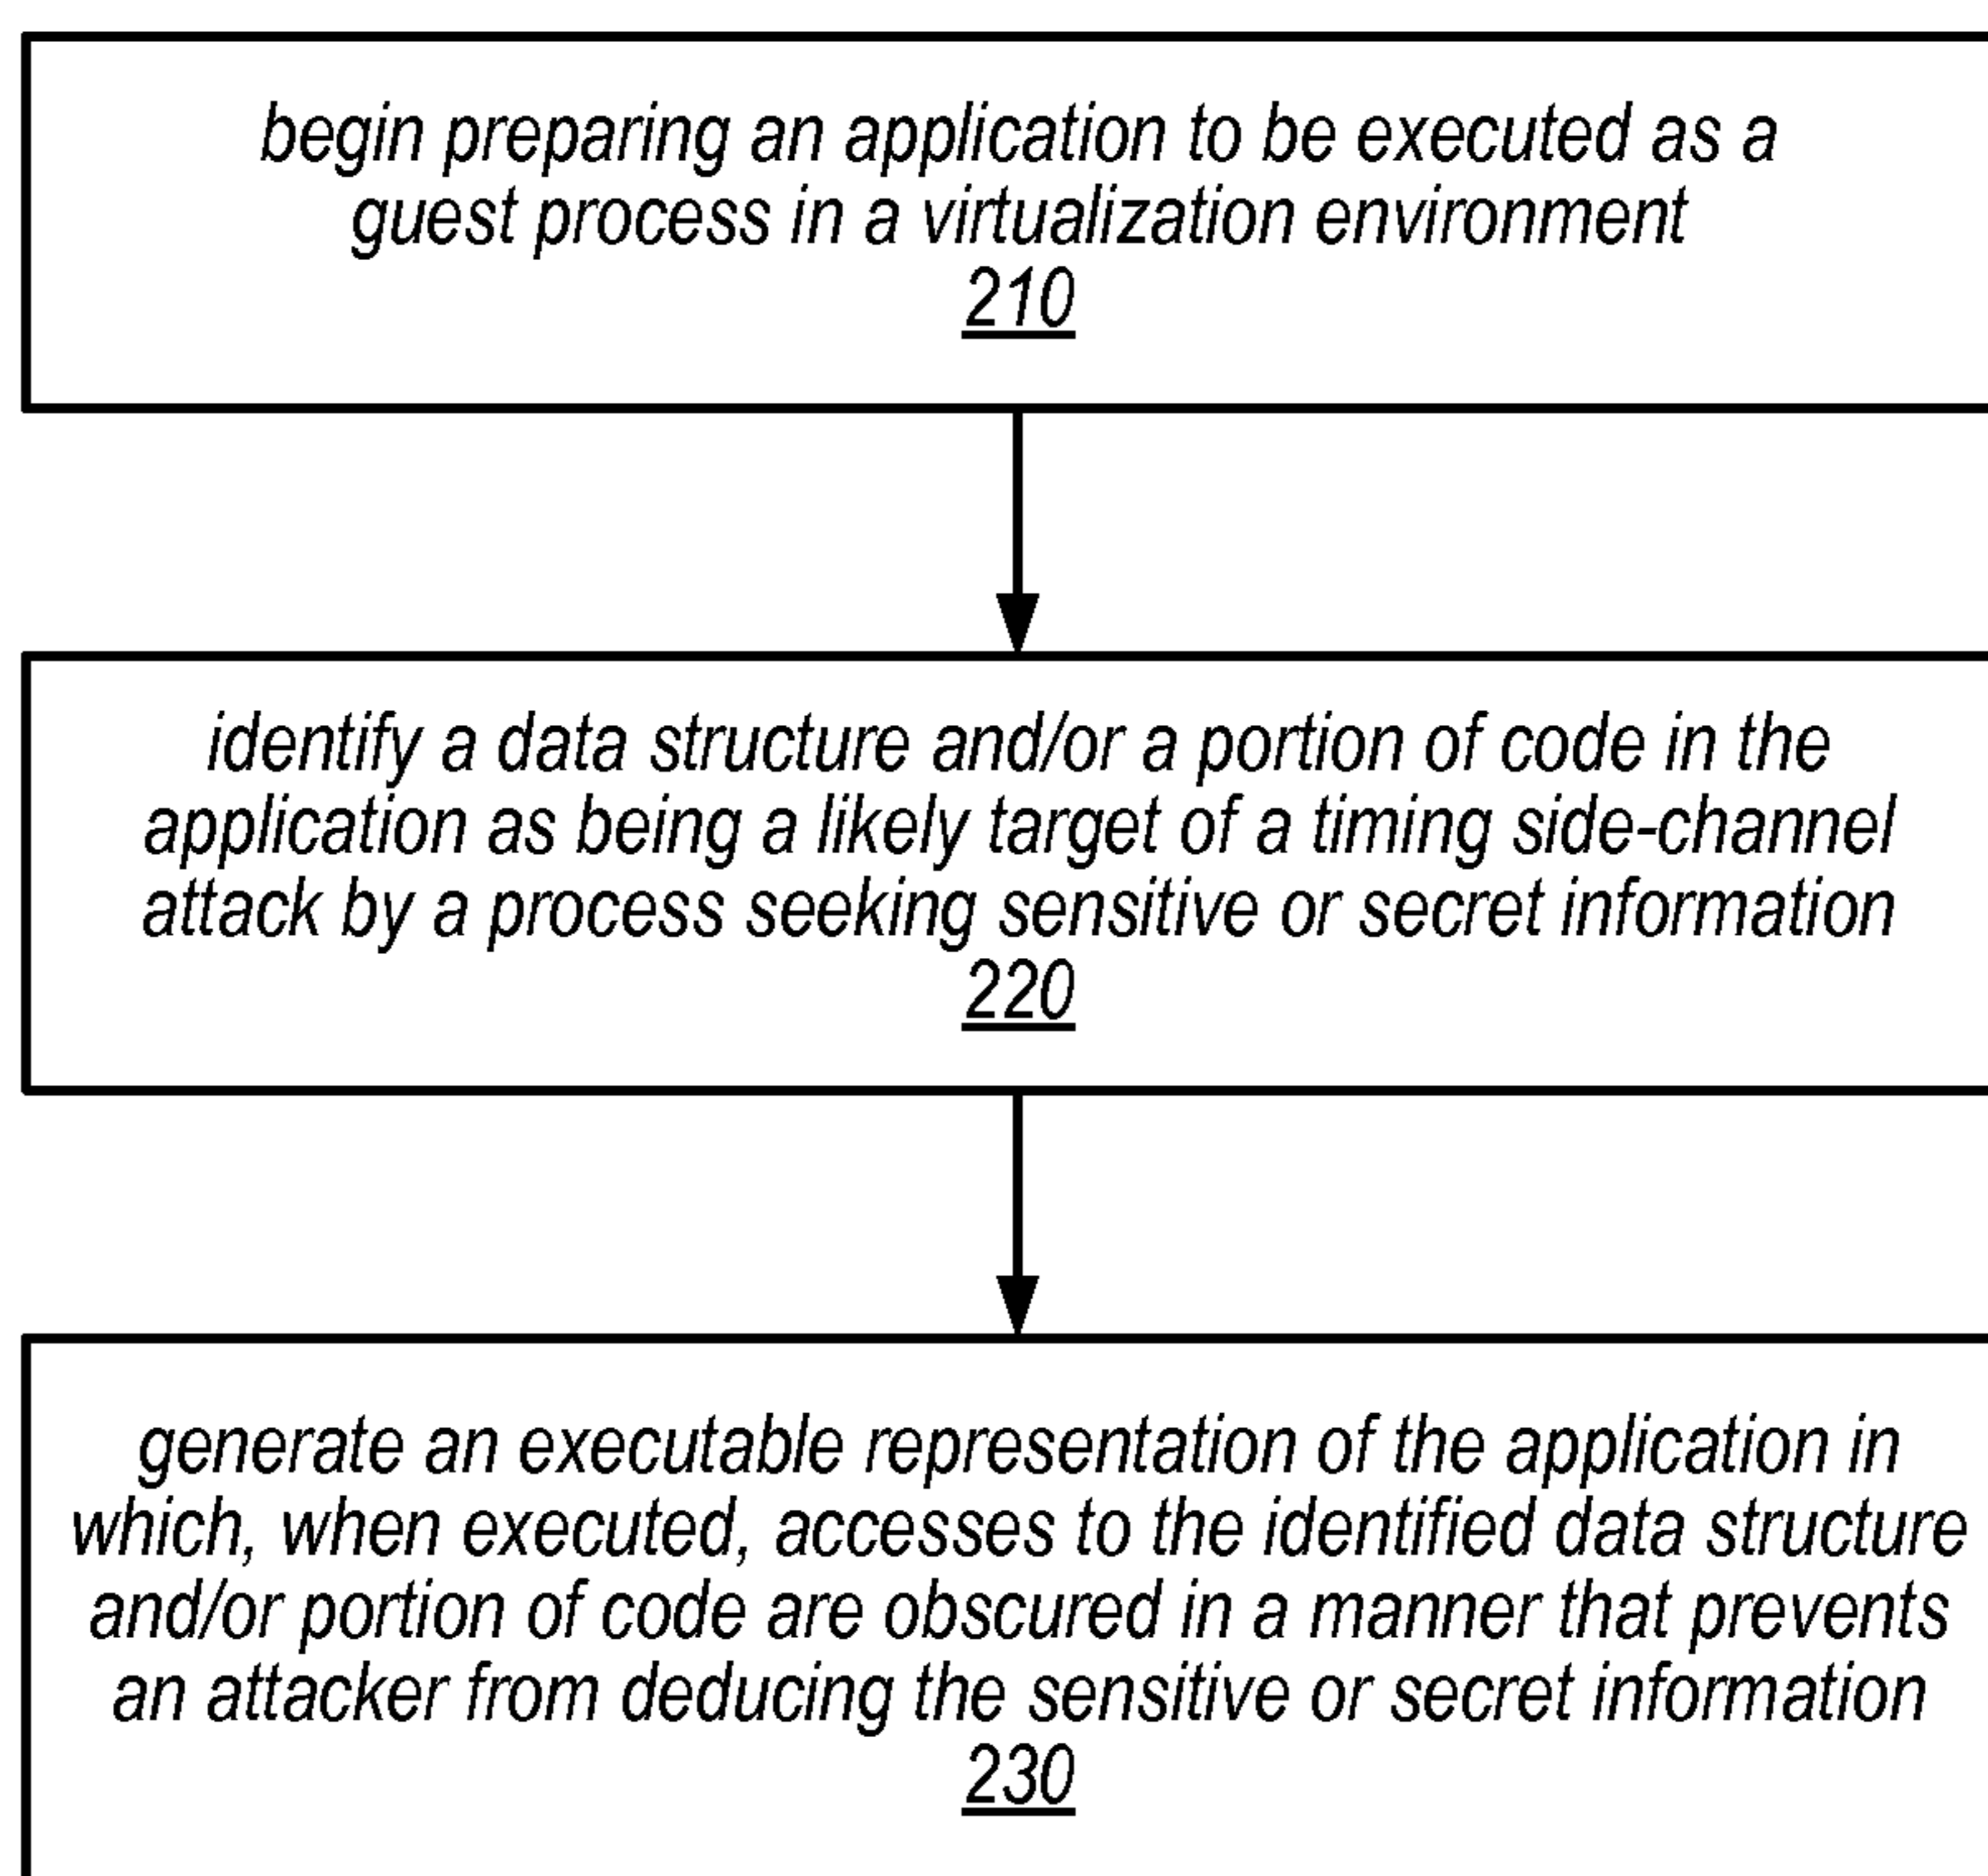 begin preparing an application to be executed as a
guest process in a virtualization environment
210
identify a data structure and/or a portion of code in the
application as being a likely target of a timing side-channel
attack by a process seeking sensitive or secret information
220
generate an executable representation of the application in
which, when executed, accesses to the identified data structure
and/or portion of code are obscured in a manner that prevents
an attacker from deducing the sensitive or secret information
230